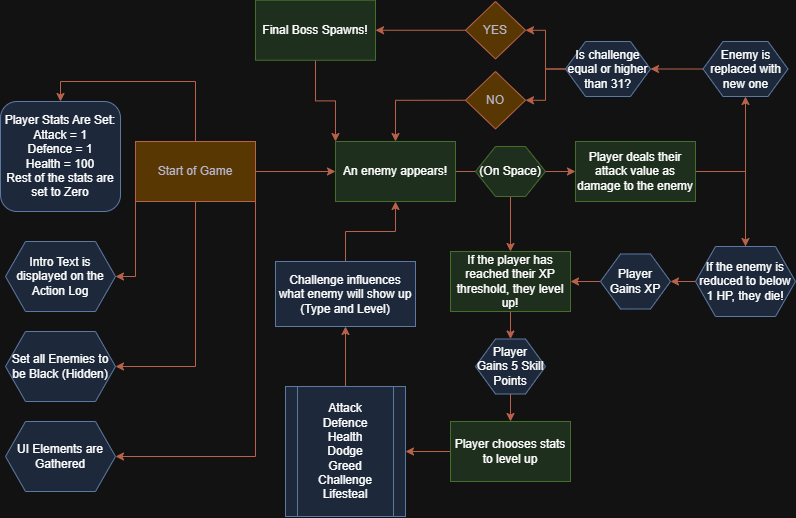 Final Boss Spawns!
YES
NO
Is challenge
equal or higher
than 31?
Enemy is
replaced with
new one
Player Stats Are Set:
Attack = 1
Defence = 1
Health = 100
Rest of the stats are
set to Zero
Start of Game
An enemy appears!
(On Space)
Player deals their
attack value as
damage to the enemy
Intro Text is
displayed on the
Action Log
Challenge influences
what enemy will show up
(Type and Level)
If the player has
reached their XP
threshold, they level
up!
Player
Gains XP
If the enemy is
reduced to below
1 HP, they die!
Set all Enemies to
be Black (Hidden)
Player
Gains 5 Skill
Points
UI Elements are
Gathered
Attack
Defence
Health
Dodge
Greed
Challenge
Lifesteal
Player chooses stats
to level up